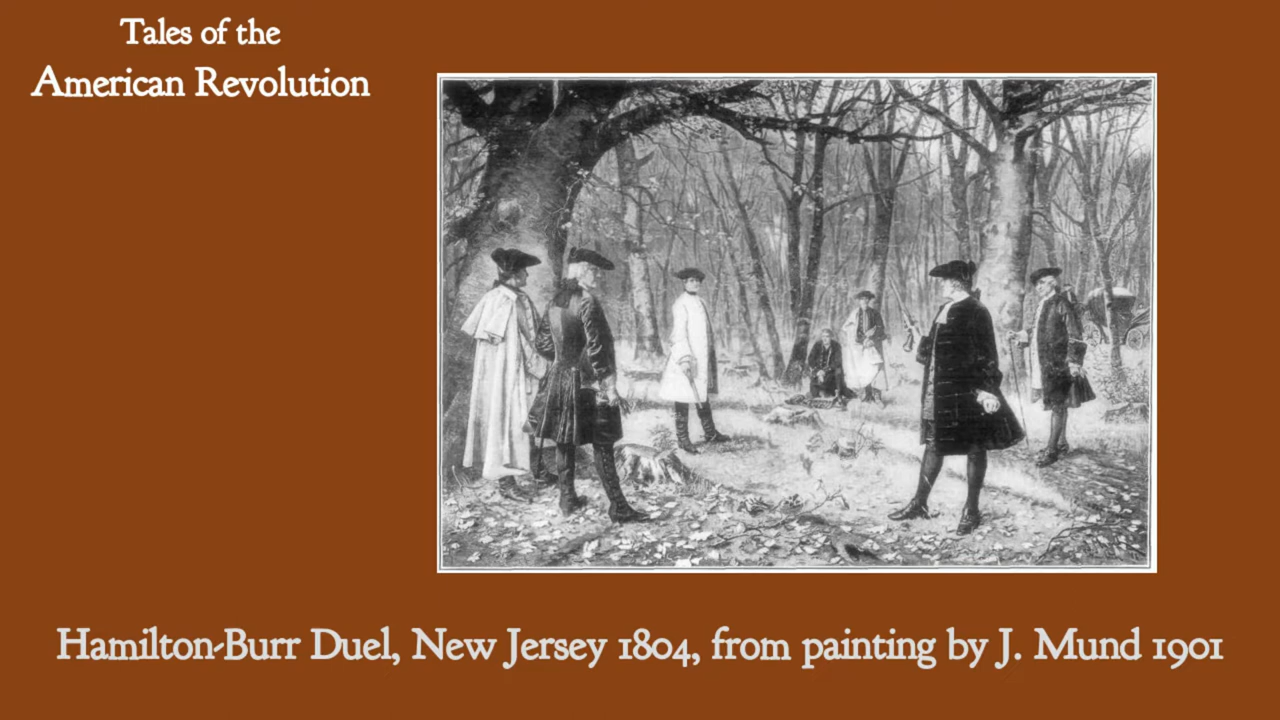 Tales of the
American Revolution
Hamilton-Burr Duel, New Jersey 1804, from painting by J. Mund 1901